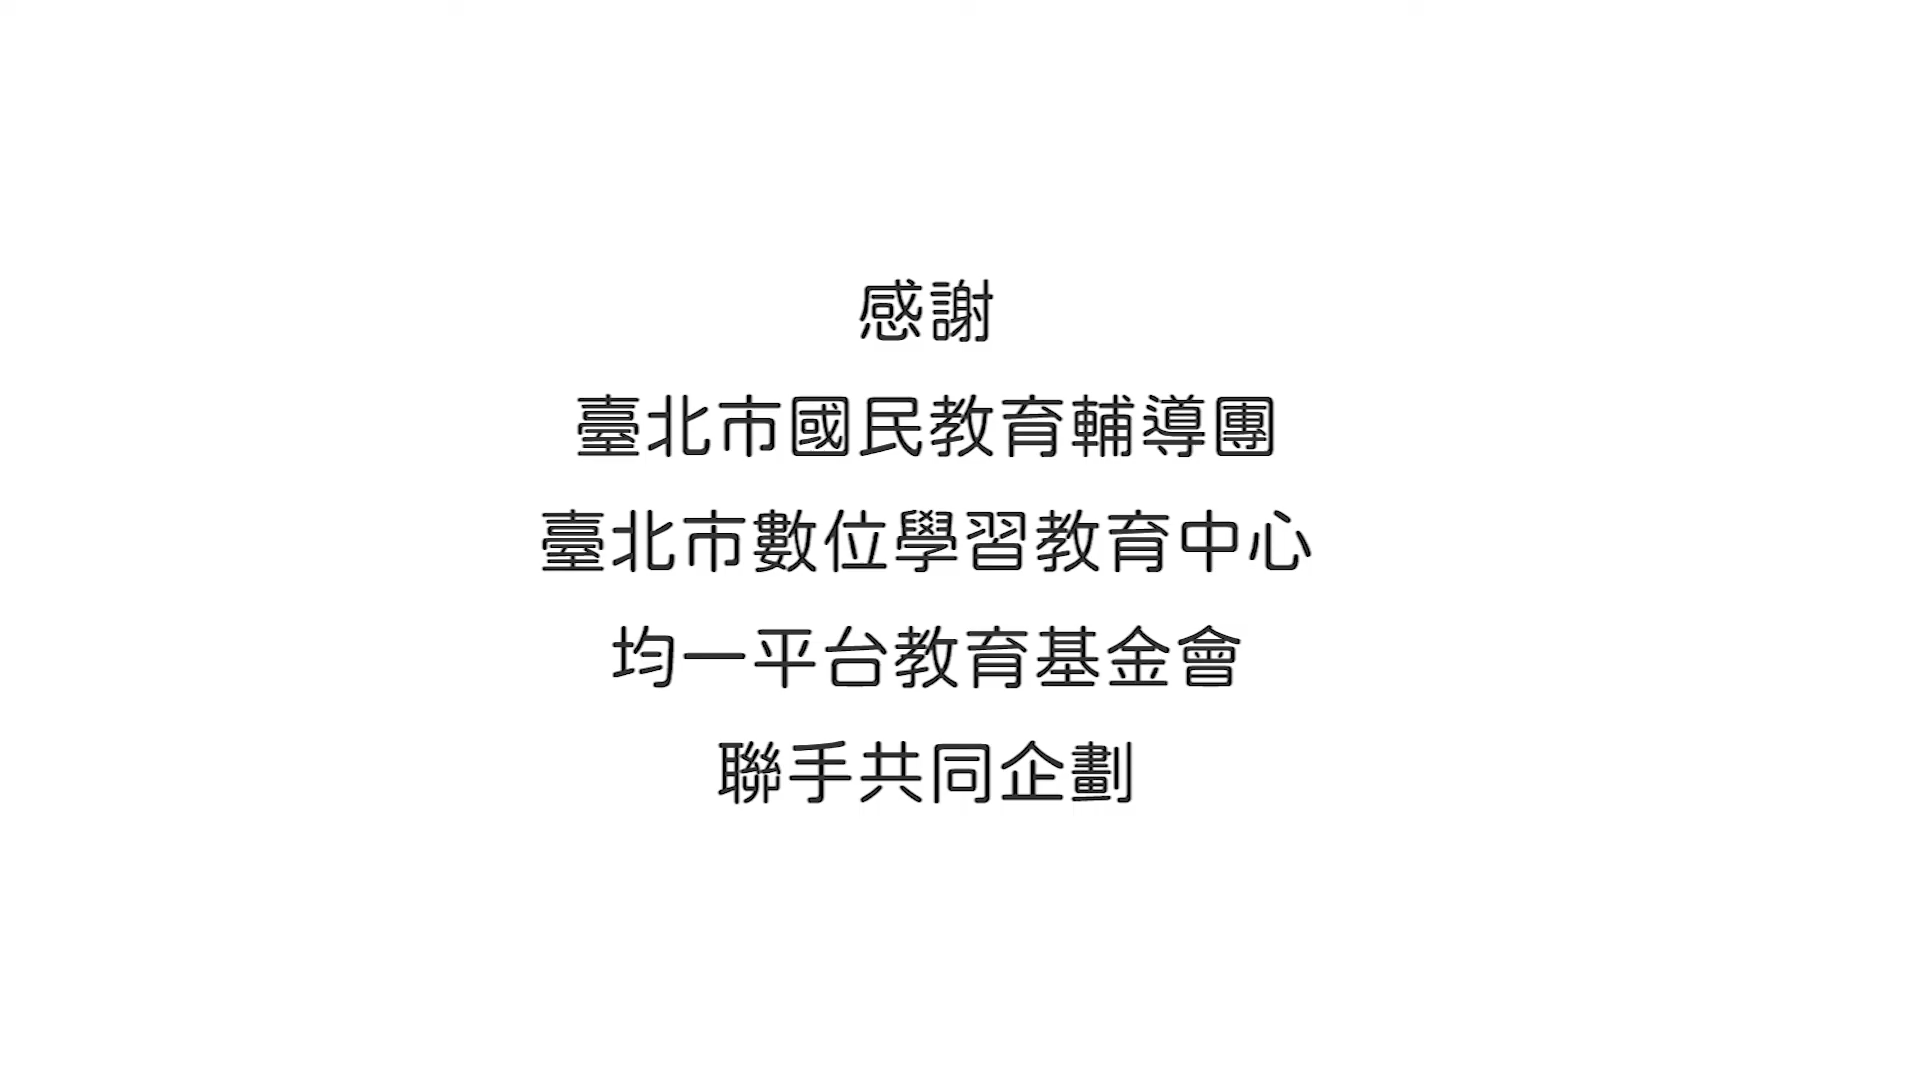 感謝
臺北市國民教育輔導團
臺北市數位學習教育中心
均一平台教育基金會
聯手共同企劃